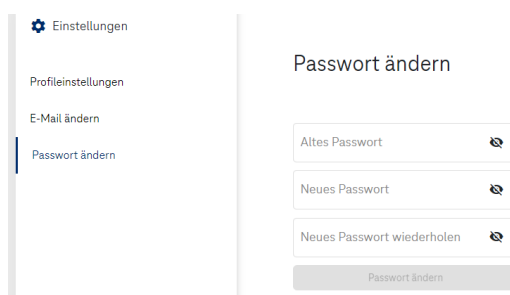 Einstellungen
Profileinstellungen
E-Mail ändern
Passwort ändern
Passwort ändern
Altes Passwort
Neues Passwort
Neues Passwort wiederholen
Passwort ändern